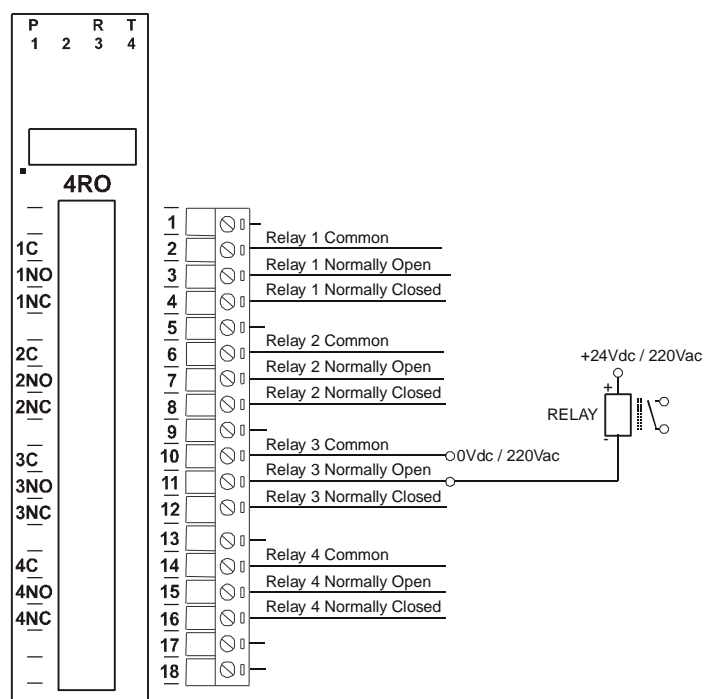 P R T
1 2 3 4
4RO
1C
1NO
1NC
2C
2NO
2NC
3C
3NO
3NC
4C
4NO
4NC
1
2 Relay 1 Common
3 Relay 1 Normally Open
4 Relay 1 Normally Closed
5
6 Relay 2 Common
7 Relay 2 Normally Open
8 Relay 2 Normally Closed
9
10 Relay 3 Common 0Vdc / 220Vac
11 Relay 3 Normally Open
12 Relay 3 Normally Closed
13
14 Relay 4 Common
15 Relay 4 Normally Open
16 Relay 4 Normally Closed
17
18
+24Vdc / 220Vac
+
RELAY
-